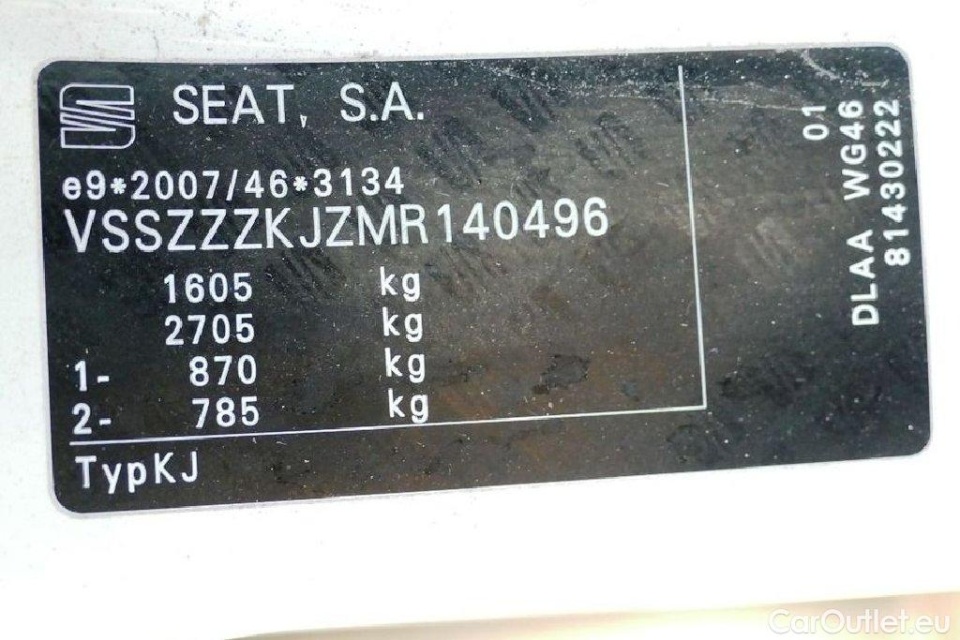 SEAT, S.A.
e9*2007/46*3134
VSSZZZKJZMR140496
1605 kg
2705 kg
1- 870 kg
2- 785 kg
TypKJ
01
DLAA WG46
81430222
CarOutlet.eu